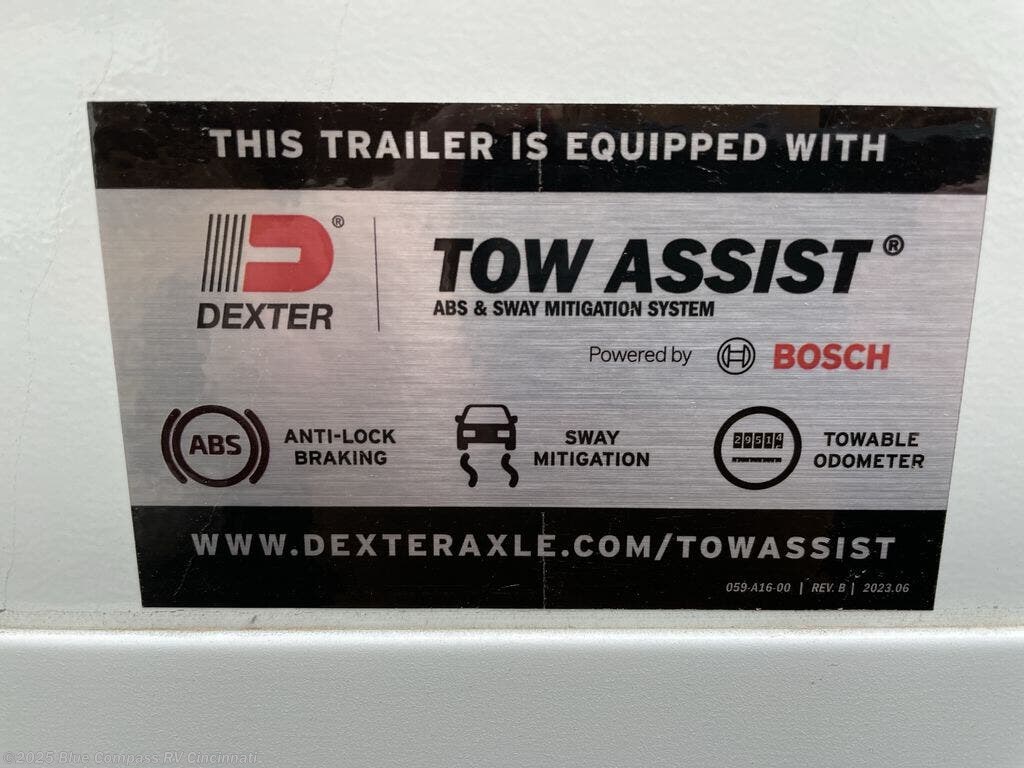 THIS TRAILER IS EQUIPPED WITH
DEXTER®
TOW ASSIST®
ABS & SWAY MITIGATION SYSTEM
Powered by BOSCH
ABS
ANTI-LOCK
BRAKING
SWAY
MITIGATION
29514
TOWABLE
ODOMETER
WWW.DEXTERAXLE.COM/TOWASSIST
059-A16-00 | REV. B | 2023.06
©2025 Blue Compass RV Cincinnati